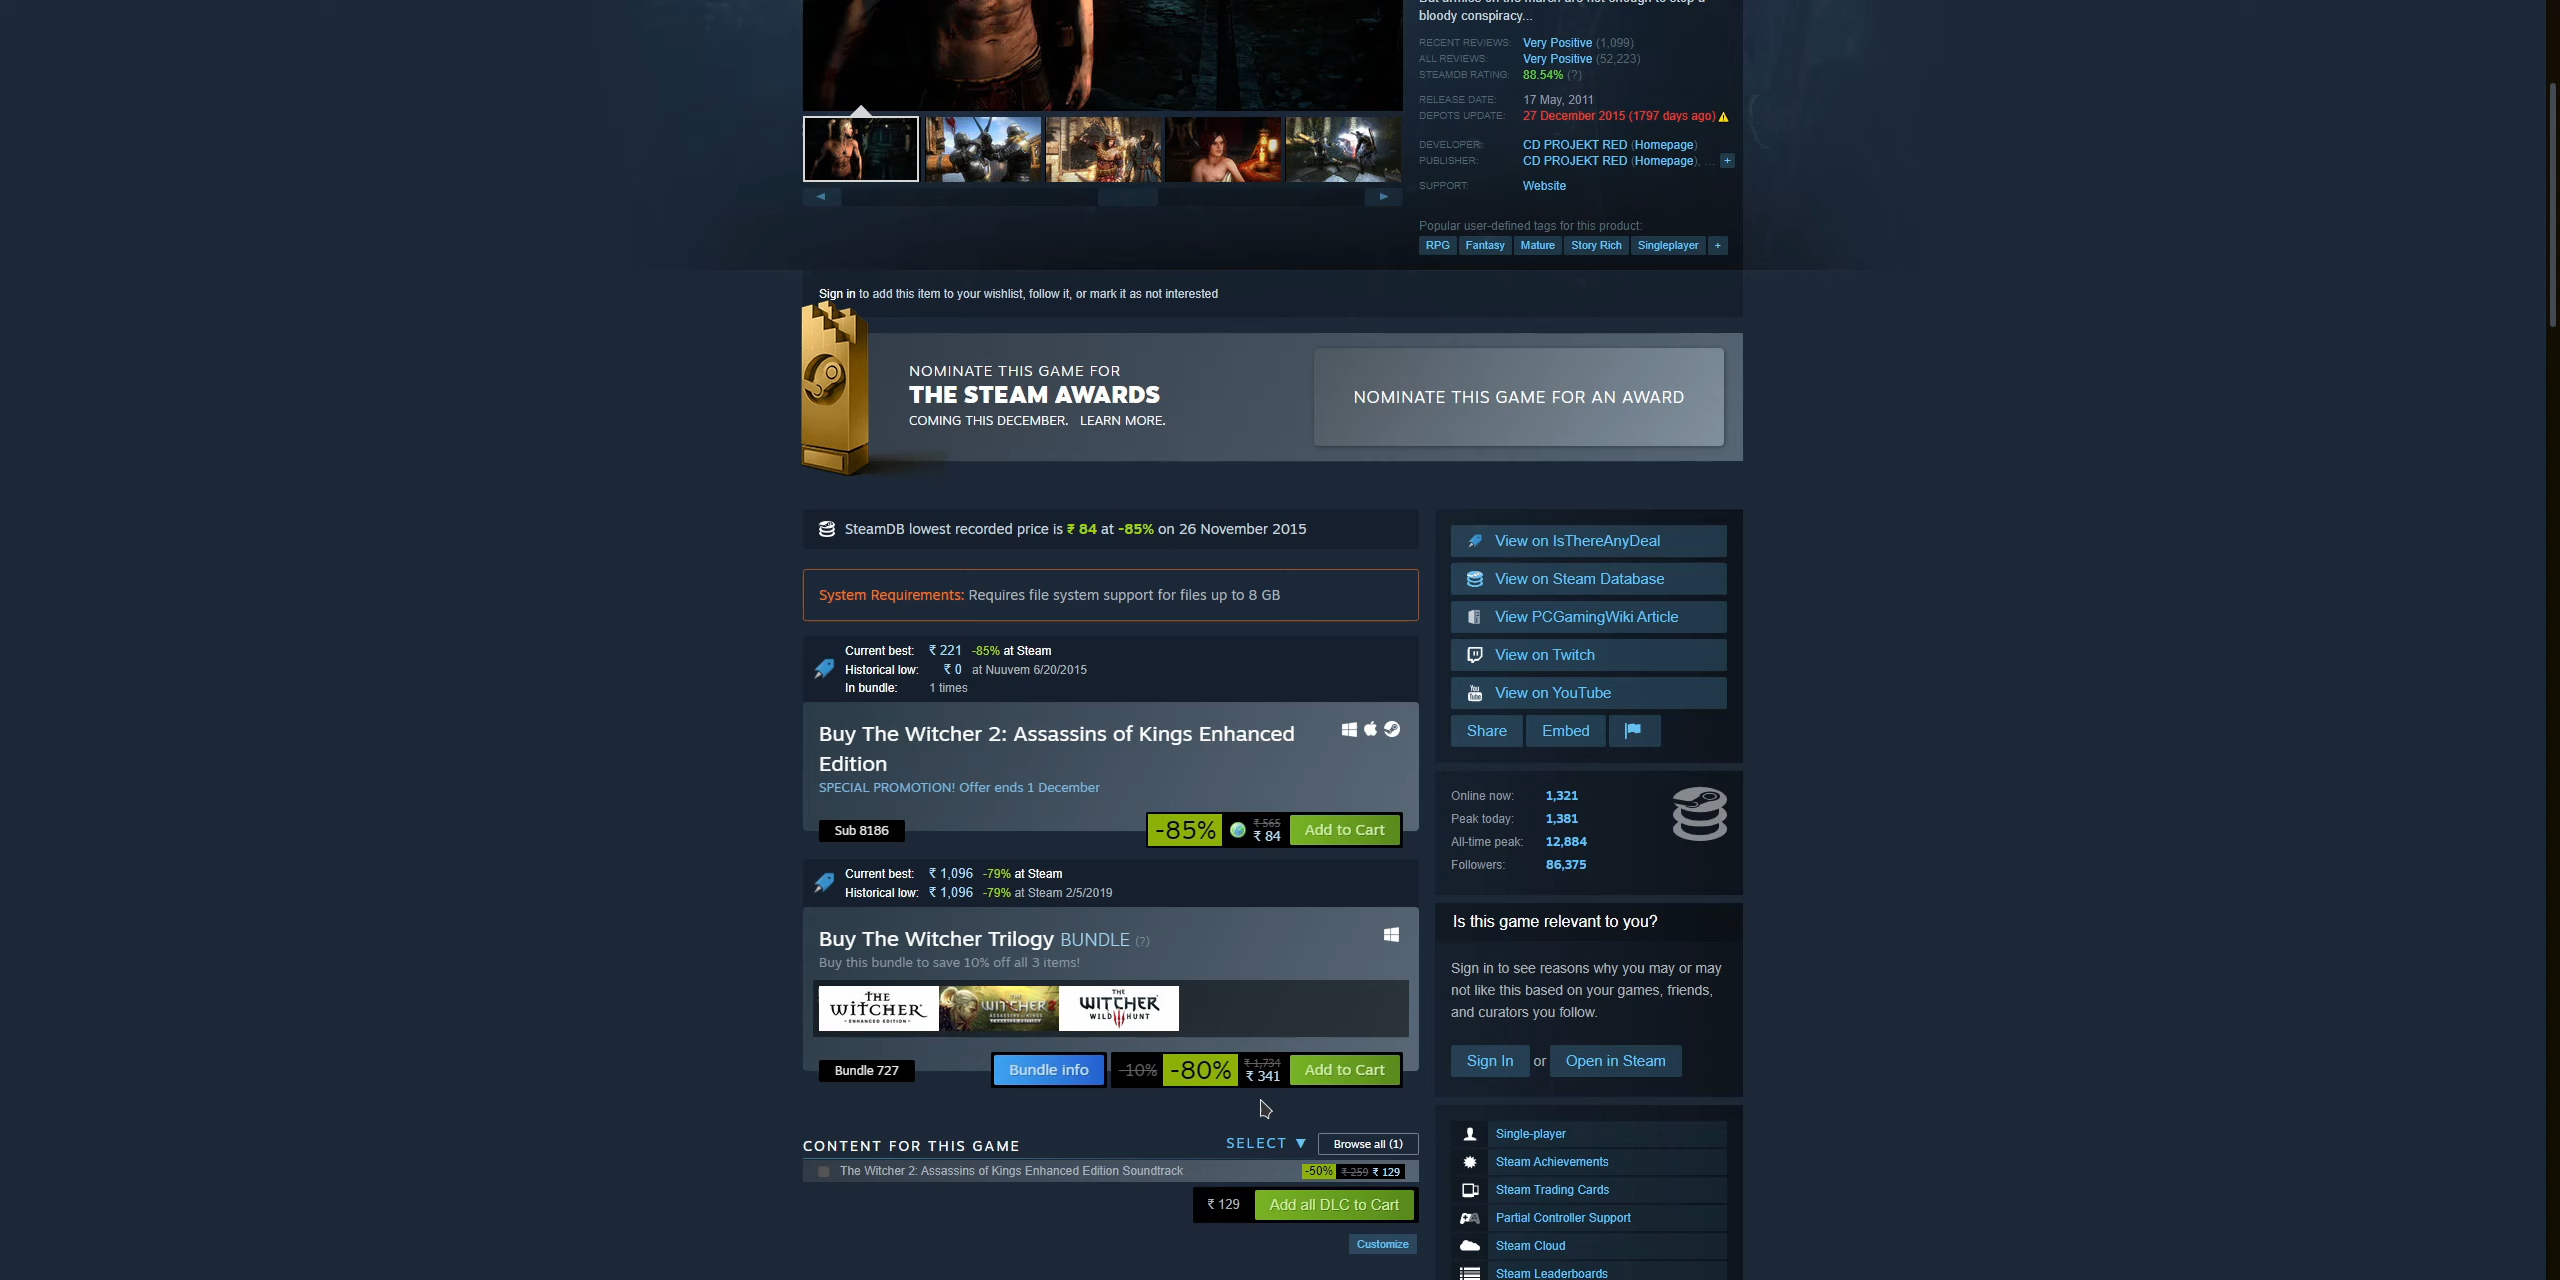 bloody conspiracy...
RECENT REVIEWS: Very Positive (1,099)
ALL REVIEWS: Very Positive (52,223)
STEAMDB RATING: 88.54% (?)
RELEASE DATE: 17 May, 2011
DEPOTS UPDATE: 27 December 2015 (1797 days ago)
DEVELOPER: CD PROJEKT RED (Homepage)
PUBLISHER: CD PROJEKT RED (Homepage), ... +
SUPPORT: Website
Popular user-defined tags for this product:
RPG Fantasy Mature Story Rich Singleplayer +
Sign in to add this item to your wishlist, follow it, or mark it as not interested
NOMINATE THIS GAME FOR
THE STEAM AWARDS
COMING THIS DECEMBER. LEARN MORE.
NOMINATE THIS GAME FOR AN AWARD
SteamDB lowest recorded price is ₹ 84 at -85% on 26 November 2015
System Requirements: Requires file system support for files up to 8 GB
Current best: ₹ 221 -85% at Steam
Historical low: ₹ 0 at Nuuvem 6/20/2015
In bundle: 1 times
Buy The Witcher 2: Assassins of Kings Enhanced
Edition
SPECIAL PROMOTION! Offer ends 1 December
Sub 8186
-85% ₹ 565
₹ 84
Add to Cart
Current best: ₹ 1,096 -79% at Steam
Historical low: ₹ 1,096 -79% at Steam 2/5/2019
Buy The Witcher Trilogy BUNDLE (?)
Buy this bundle to save 10% off all 3 items!
THE
WITCHER
ENHANCED EDITION
THE
WITCHER 2
ASSASSINS OF KINGS
THE
WITCHER
WILD HUNT
Bundle 727
Bundle info
-10% -80% ₹ 1,734
₹ 341
Add to Cart
CONTENT FOR THIS GAME
SELECT ▼ Browse all (1)
The Witcher 2: Assassins of Kings Enhanced Edition Soundtrack -50% ₹ 259 ₹ 129
₹ 129 Add all DLC to Cart
Customize
View on IsThereAnyDeal
View on Steam Database
View PCGamingWiki Article
View on Twitch
You
Tube
View on YouTube
Share Embed
Online now: 1,321
Peak today: 1,381
All-time peak: 12,884
Followers: 86,375
Is this game relevant to you?
Sign in to see reasons why you may or may
not like this based on your games, friends,
and curators you follow.
Sign In or Open in Steam
Single-player
Steam Achievements
Steam Trading Cards
Partial Controller Support
Steam Cloud
Steam Leaderboards